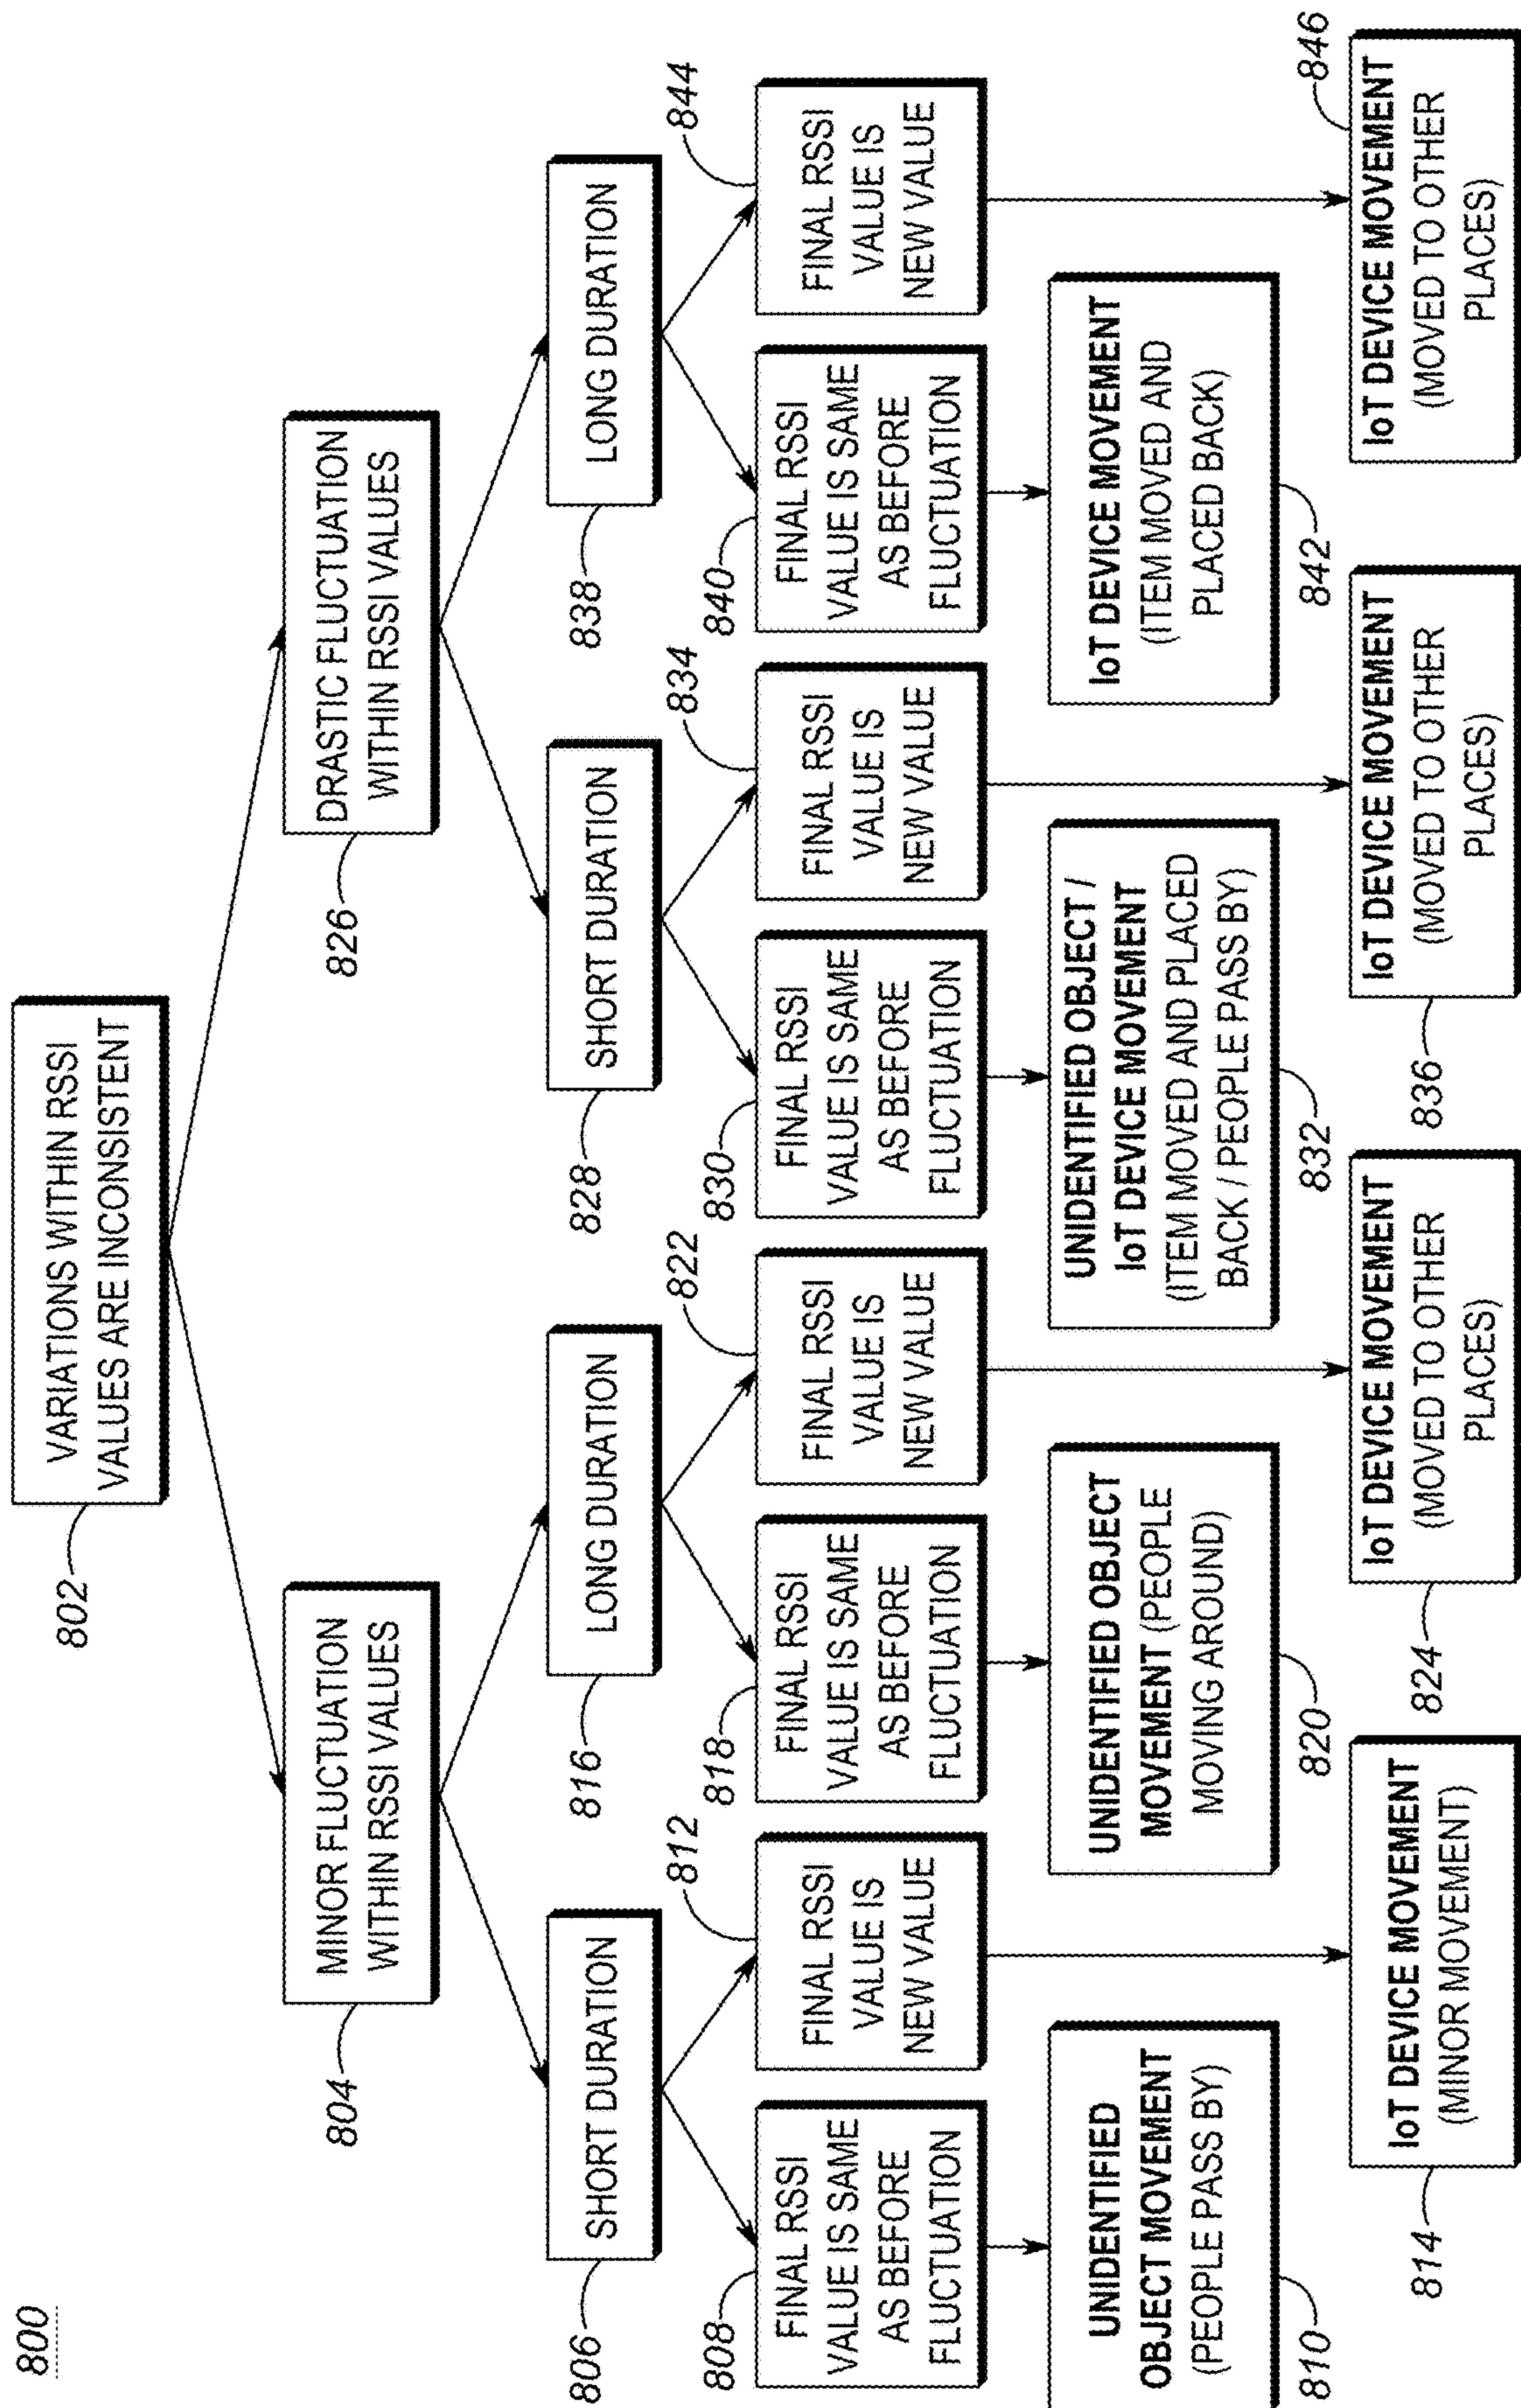 800
VARIATIONS WITHIN RSSI
VALUES ARE INCONSISTENT
802
MINOR FLUCTUATION
WITHIN RSSI VALUES
804
DRASTIC FLUCTUATION
WITHIN RSSI VALUES
826
SHORT DURATION
806
LONG DURATION
816
SHORT DURATION
828
LONG DURATION
838
FINAL RSSI
VALUE IS SAME
AS BEFORE
FLUCTUATION
808
FINAL RSSI
VALUE IS
NEW VALUE
812
FINAL RSSI
VALUE IS SAME
AS BEFORE
FLUCTUATION
818
FINAL RSSI
VALUE IS
NEW VALUE
822
FINAL RSSI
VALUE IS SAME
AS BEFORE
FLUCTUATION
830
FINAL RSSI
VALUE IS
NEW VALUE
834
FINAL RSSI
VALUE IS SAME
AS BEFORE
FLUCTUATION
840
FINAL RSSI
VALUE IS
NEW VALUE
844
UNIDENTIFIED
OBJECT MOVEMENT
(PEOPLE PASS BY)
810
UNIDENTIFIED OBJECT
MOVEMENT (PEOPLE
MOVING AROUND)
820
UNIDENTIFIED OBJECT /
IoT DEVICE MOVEMENT
(ITEM MOVED AND PLACED
BACK / PEOPLE PASS BY)
832
IoT DEVICE MOVEMENT
(ITEM MOVED AND
PLACED BACK)
842
IoT DEVICE MOVEMENT
(MINOR MOVEMENT)
814
IoT DEVICE MOVEMENT
(MOVED TO OTHER
PLACES)
824
IoT DEVICE MOVEMENT
(MOVED TO OTHER
PLACES)
836
IoT DEVICE MOVEMENT
(MOVED TO OTHER
PLACES)
846